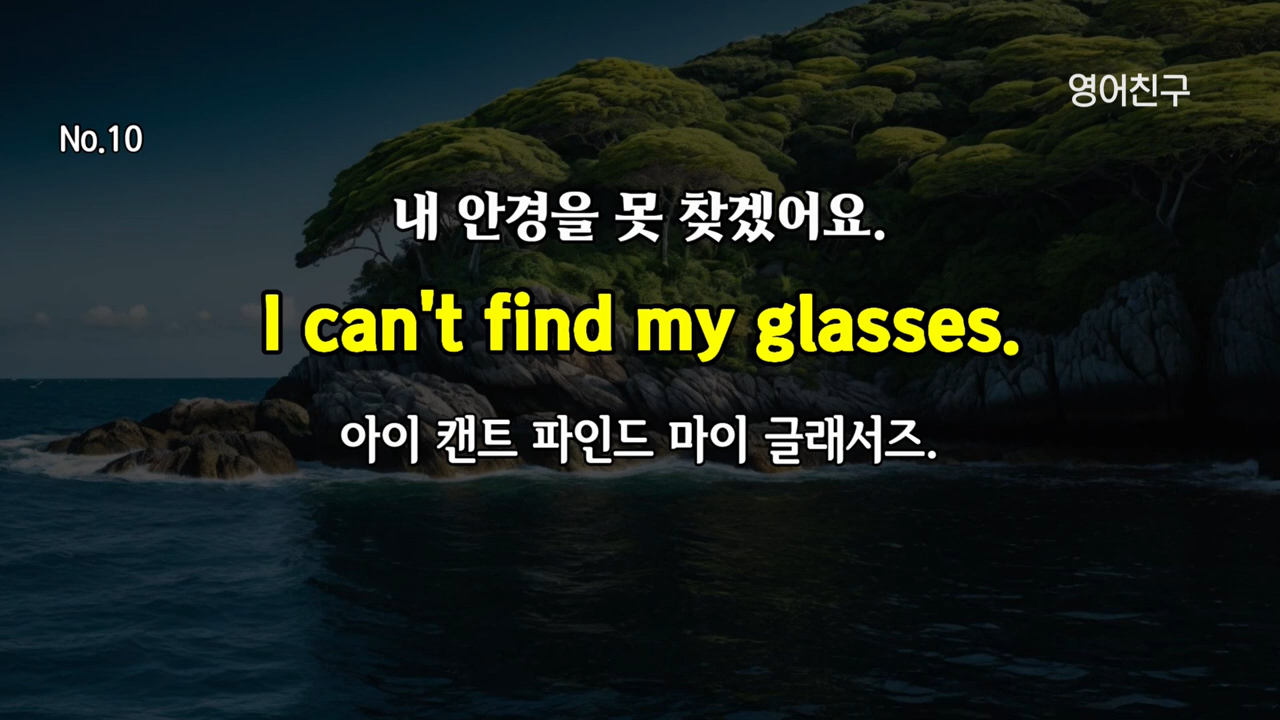 영어친구
No.10
내 안경을 못 찾겠어요.
I can't find my glasses.
아이 캔트 파인드 마이 글래서즈.